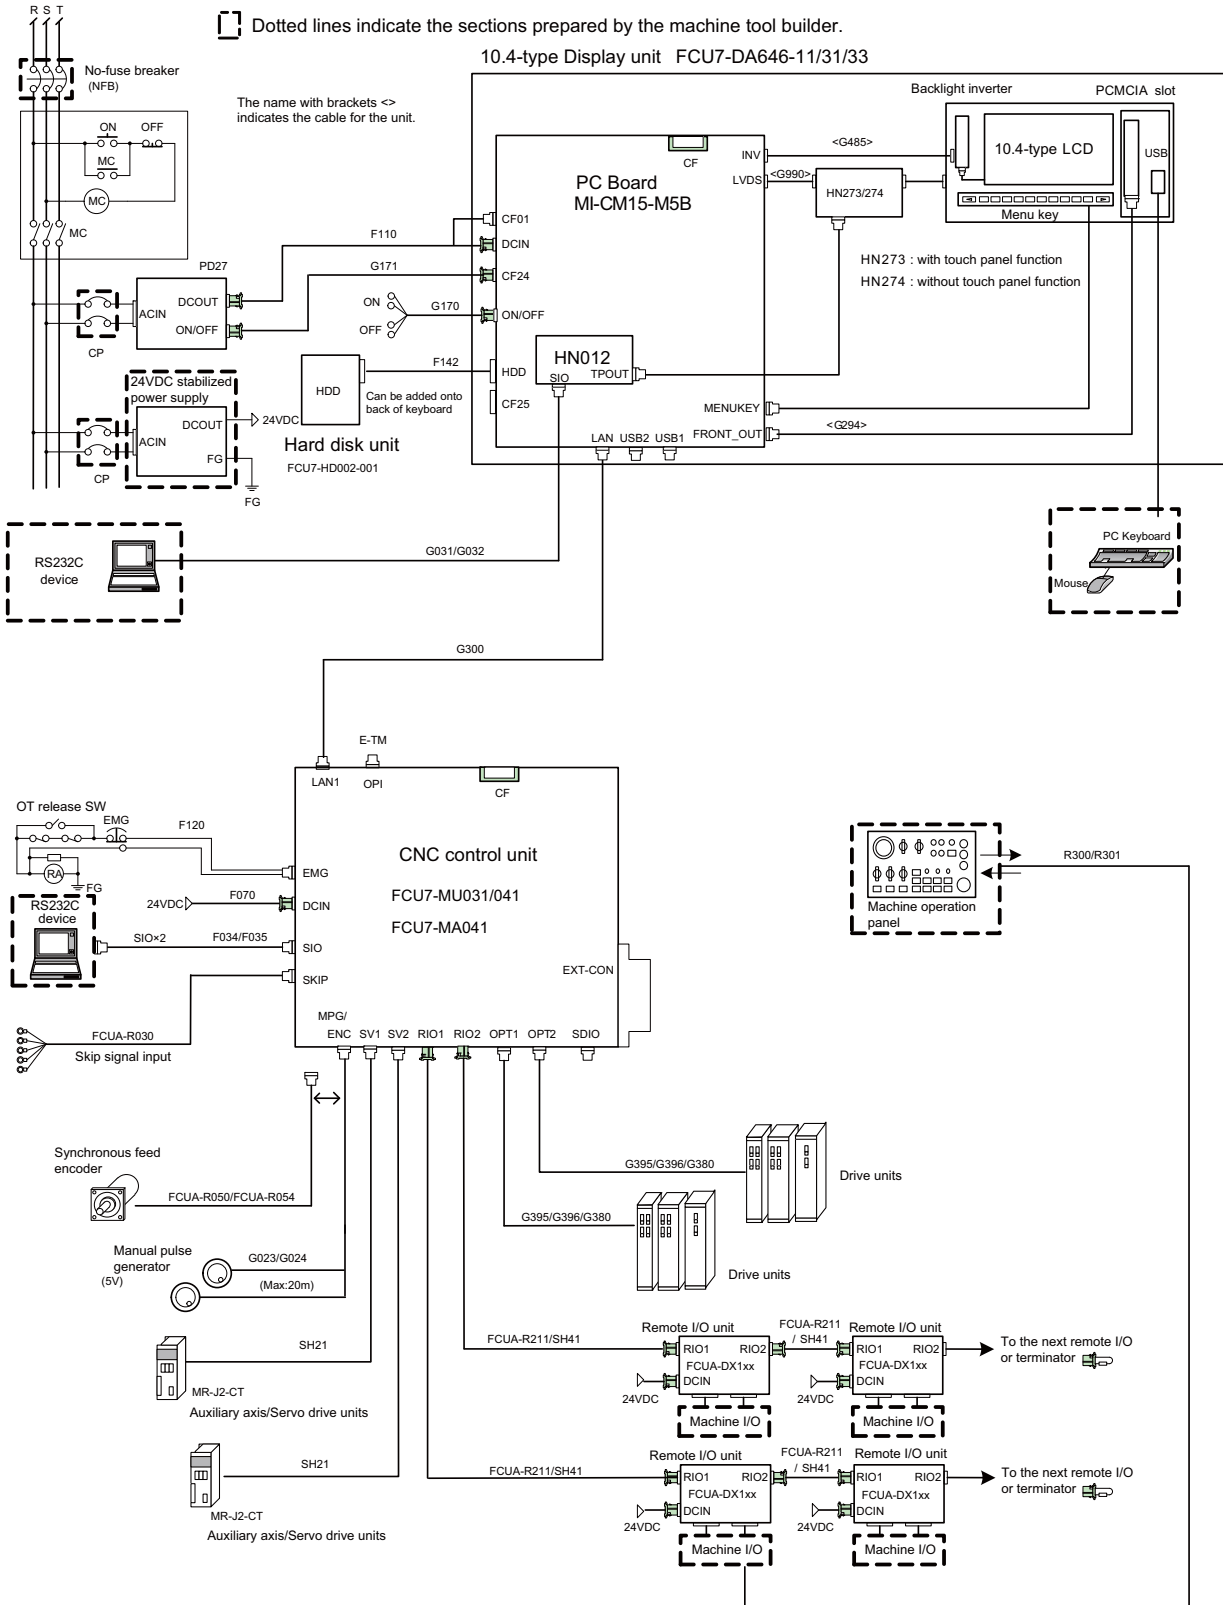 R S T
Dotted lines indicate the sections prepared by the machine tool builder.
10.4-type Display unit FCU7-DA646-11/31/33
No-fuse breaker
(NFB)
The name with brackets <>
indicates the cable for the unit.
Backlight inverter
PCMCIA slot
ON
OFF
MC
MC
MC
CF
INV
<G485>
10.4-type LCD
USB
PC Board
MI-CM15-M5B
LVDS
<G990>
HN273/274
Menu key
CF01
F110
DCIN
HN273 : with touch panel function
HN274 : without touch panel function
PD27
G171
CF24
DCOUT
ACIN
ON/OFF
CP
ON
OFF
G170
ON/OFF
HN012
SIO
TPOUT
F142
HDD
HDD
Can be added onto
back of keyboard
CF25
24VDC stabilized
power supply
DCOUT
24VDC
ACIN
FG
CP
FG
Hard disk unit
FCU7-HD002-001
MENUKEY
FRONT_OUT
<G294>
LAN USB2 USB1
RS232C
device
G031/G032
PC Keyboard
Mouse
G300
E-TM
LAN1
OPI
CF
OT release SW
EMG
F120
RA
FG
EMG
CNC control unit
FCU7-MU031/041
FCU7-MA041
R300/R301
Machine operation
panel
24VDC
F070
DCIN
RS232C
device
SIO×2
F034/F035
SIO
SKIP
EXT-CON
FCUA-R030
Skip signal input
MPG/
ENC SV1 SV2 RIO1 RIO2 OPT1 OPT2 SDIO
Synchronous feed
encoder
FCUA-R050/FCUA-R054
G395/G396/G380
Drive units
G395/G396/G380
Drive units
Manual pulse
generator
(5V)
G023/G024
(Max:20m)
SH21
MR-J2-CT
Auxiliary axis/Servo drive units
FCUA-R211/SH41
Remote I/O unit
RIO1 RIO2
FCUA-DX1xx
DCIN
24VDC
Machine I/O
FCUA-R211
/ SH41
Remote I/O unit
RIO1 RIO2
FCUA-DX1xx
DCIN
24VDC
Machine I/O
To the next remote I/O
or terminator
SH21
MR-J2-CT
Auxiliary axis/Servo drive units
FCUA-R211/SH41
Remote I/O unit
RIO1 RIO2
FCUA-DX1xx
DCIN
24VDC
Machine I/O
FCUA-R211
/ SH41
Remote I/O unit
RIO1 RIO2
FCUA-DX1xx
DCIN
24VDC
Machine I/O
To the next remote I/O
or terminator